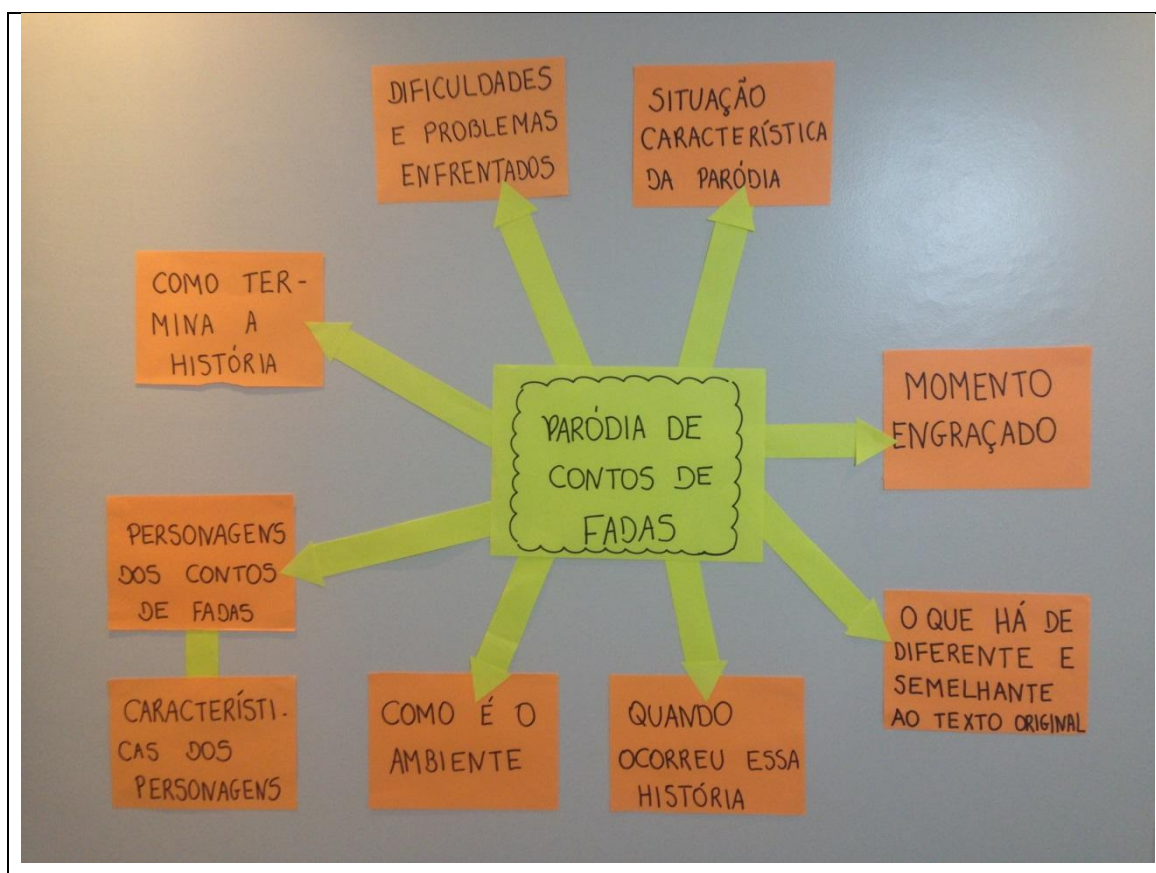 DIFICULDADES
E PROBLEMAS
ENFRENTADOS
SITUAÇÃO
CARACTERÍSTICA
DA PARÓDIA
COMO TER-
MINA A
HISTÓRIA
MOMENTO
ENGRAÇADO
PARÓDIA DE
CONTOS DE
FADAS
PERSONAGENS
DOS CONTOS
DE FADAS
O QUE HÁ DE
DIFERENTE E
SEMELHANTE
AO TEXTO ORIGINAL
CARACTERÍSTI-
CAS DOS
PERSONAGENS
COMO É O
AMBIENTE
QUANDO
OCORREU ESSA
HISTÓRIA